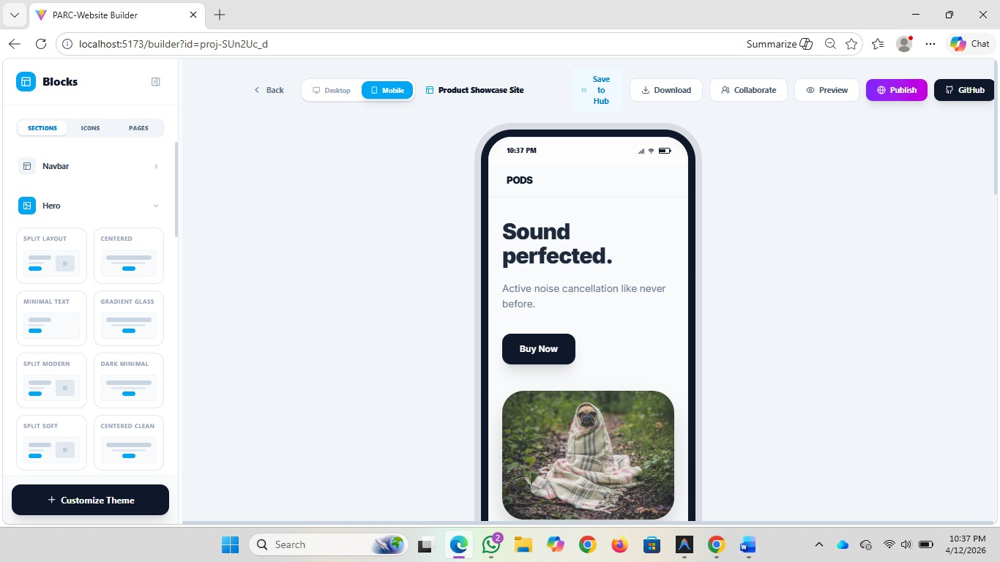 PARC-Website Builder
localhost:5173/builder?id=proj-SUn2Uc_d
Summarize
Chat
Blocks
SECTIONS
ICONS
PAGES
Navbar
Hero
SPLIT LAYOUT
CENTERED
MINIMAL TEXT
GRADIENT GLASS
SPLIT MODERN
DARK MINIMAL
SPLIT SOFT
CENTERED CLEAN
Customize Theme
Back
Desktop
Mobile
Product Showcase Site
Save
to
Hub
Download
Collaborate
Preview
Publish
GitHub
10:37 PM
PODS
Sound
perfected.
Active noise cancellation like never
before.
Buy Now
Search
2
10:37 PM
4/12/2026